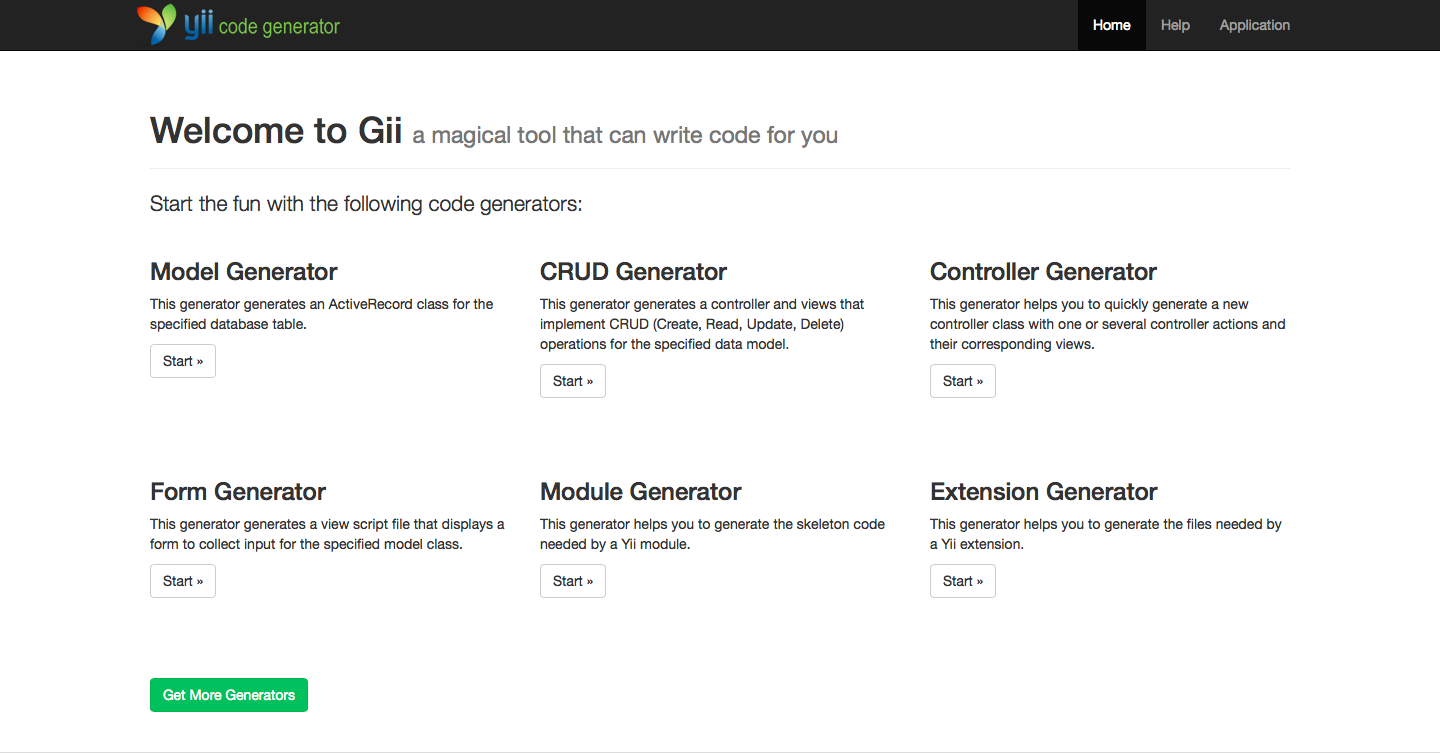 yii code generator
Home
Help
Application
Welcome to Gii a magical tool that can write code for you
Start the fun with the following code generators:
Model Generator
This generator generates an ActiveRecord class for the
specified database table.
Start »
CRUD Generator
This generator generates a controller and views that
implement CRUD (Create, Read, Update, Delete)
operations for the specified data model.
Start »
Controller Generator
This generator helps you to quickly generate a new
controller class with one or several controller actions and
their corresponding views.
Start »
Form Generator
This generator generates a view script file that displays a
form to collect input for the specified model class.
Start »
Module Generator
This generator helps you to generate the skeleton code
needed by a Yii module.
Start »
Extension Generator
This generator helps you to generate the files needed by
a Yii extension.
Start »
Get More Generators